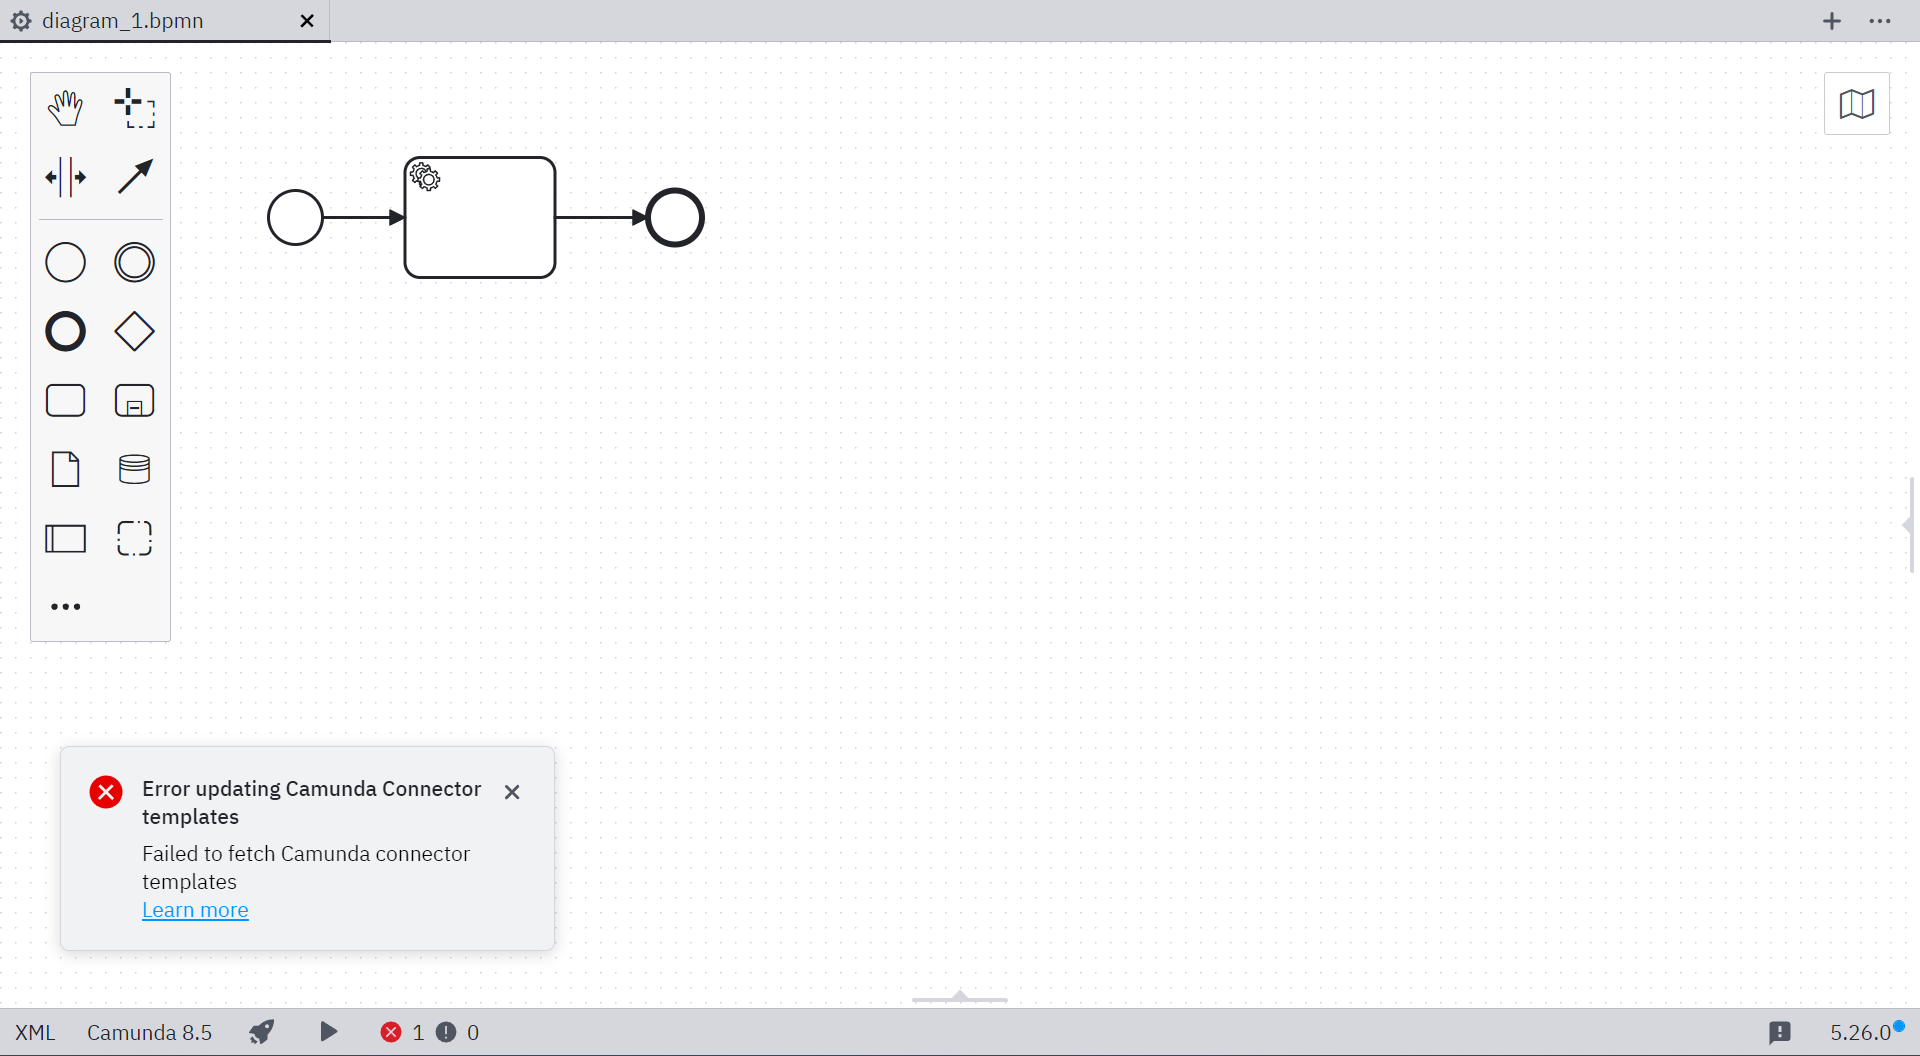 diagram_1.bpmn
Error updating Camunda Connector
templates
Failed to fetch Camunda connector
templates
Learn more
XML Camunda 8.5 1 0 5.26.0